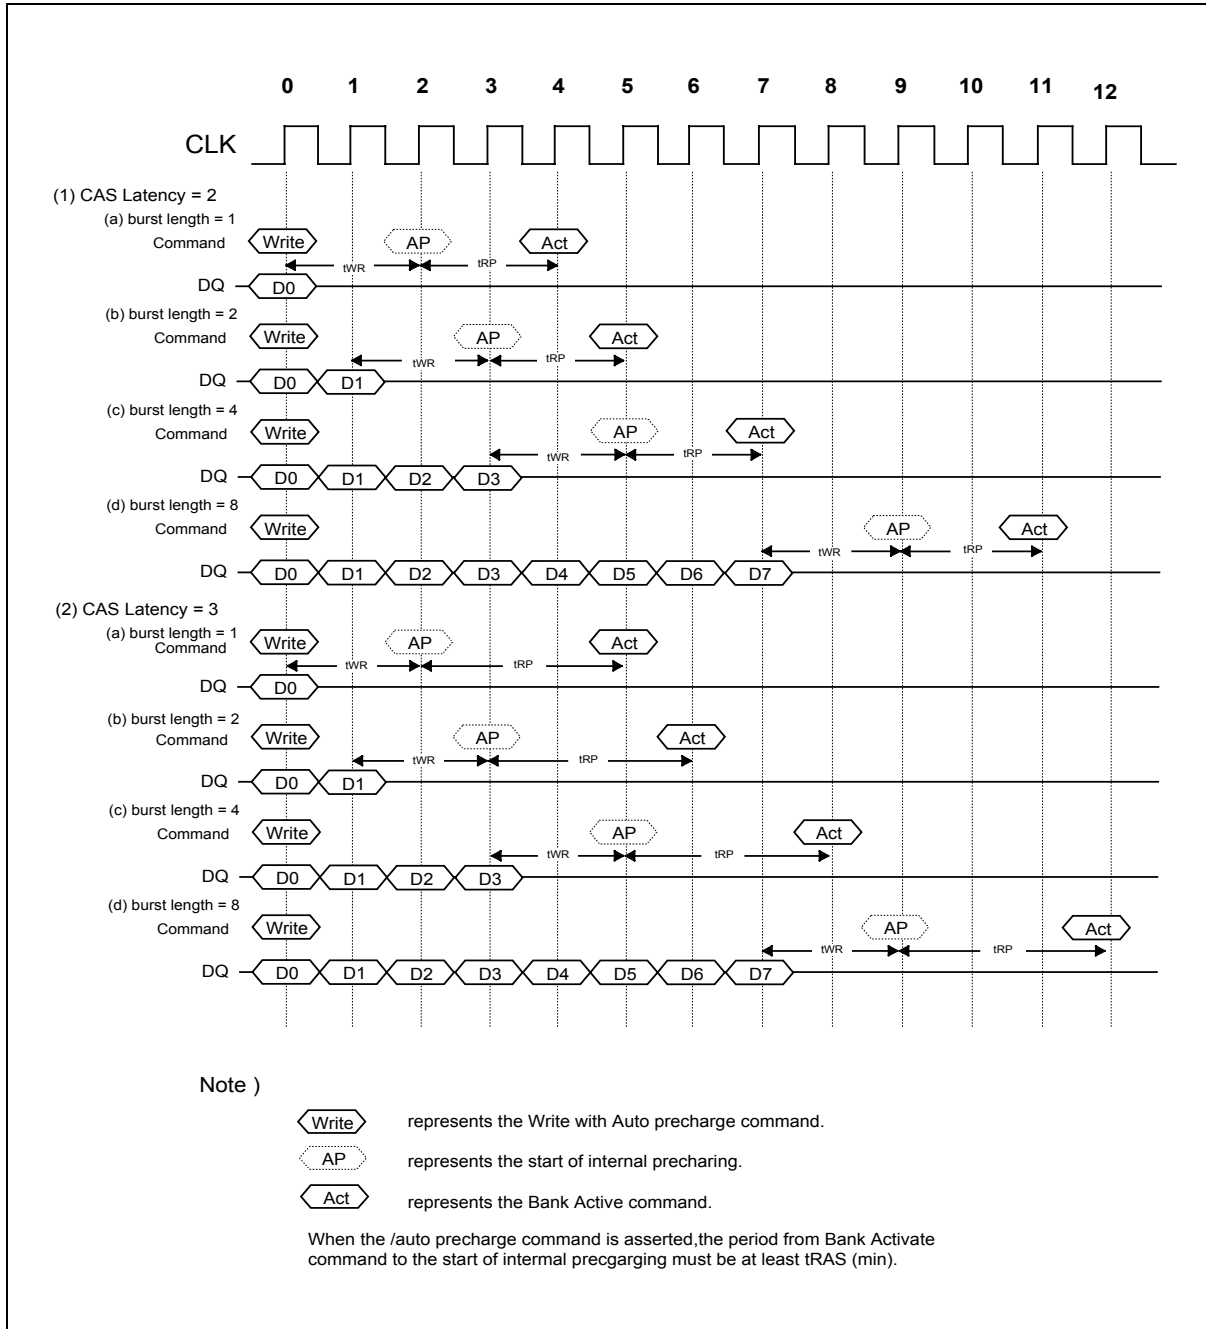 0 1 2 3 4 5 6 7 8 9 10 11 12
CLK
(1) CAS Latency = 2
(a) burst length = 1
Command Write AP Act
tWR tRP
DQ D0
(b) burst length = 2
Command Write AP Act
tWR tRP
DQ D0 D1
(c) burst length = 4
Command Write AP Act
tWR tRP
DQ D0 D1 D2 D3
(d) burst length = 8
Command Write AP Act
tWR tRP
DQ D0 D1 D2 D3 D4 D5 D6 D7
(2) CAS Latency = 3
(a) burst length = 1
Command Write AP Act
tWR tRP
DQ D0
(b) burst length = 2
Command Write AP Act
tWR tRP
DQ D0 D1
(c) burst length = 4
Command Write AP Act
tWR tRP
DQ D0 D1 D2 D3
(d) burst length = 8
Command Write AP Act
tWR tRP
DQ D0 D1 D2 D3 D4 D5 D6 D7
Note )
Write represents the Write with Auto precharge command.
AP represents the start of internal precharing.
Act represents the Bank Active command.
When the /auto precharge command is asserted,the period from Bank Activate
command to the start of intermal precgarging must be at least tRAS (min).